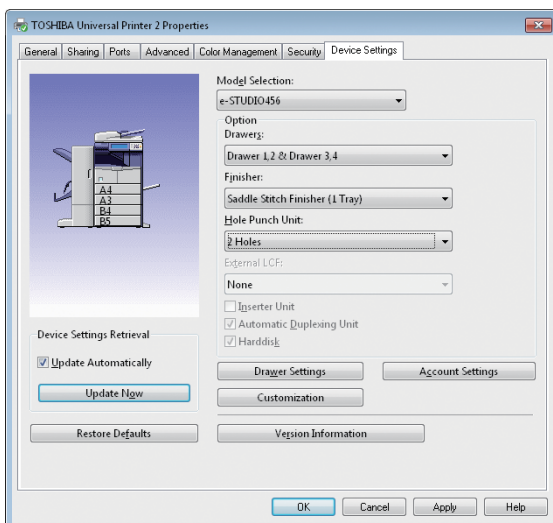 TOSHIBA Universal Printer 2 Properties
General Sharing Ports Advanced Color Management Security Device Settings
Model Selection:
e-STUDIO456
Option
Drawers:
Drawer 1,2 & Drawer 3,4
Finisher:
Saddle Stitch Finisher (1 Tray)
Hole Punch Unit:
2 Holes
External LCF:
None
Inserter Unit
Automatic Duplexing Unit
Harddisk
A4
A3
B4
B5
Device Settings Retrieval
Update Automatically
Update Now
Drawer Settings Account Settings
Customization
Restore Defaults Version Information
OK Cancel Apply Help